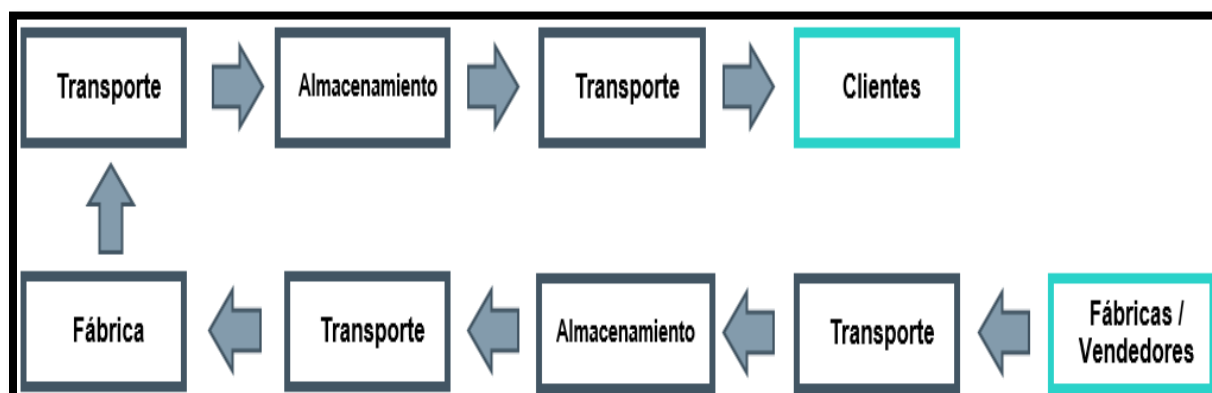 Transporte
Almacenamiento
Transporte
Clientes
Fábrica
Transporte
Almacenamiento
Transporte
Fábricas /
Vendedores